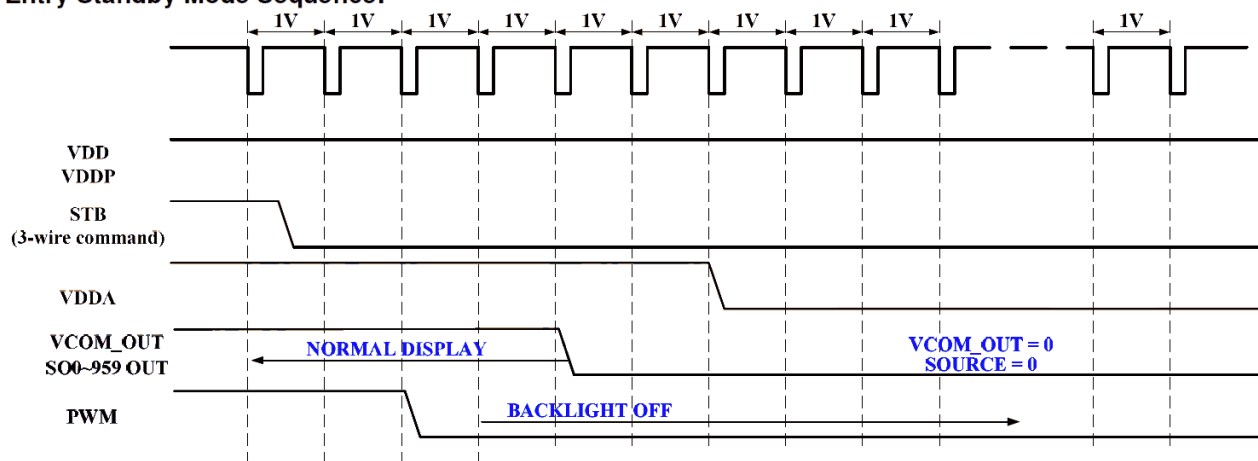 Entry Standby Mode Sequence:
1V 1V 1V 1V 1V 1V 1V 1V 1V 1V
VDD
VDDP
STB
(3-wire command)
VDDA
VCOM_OUT
SO0~959 OUT
NORMAL DISPLAY
VCOM_OUT = 0
SOURCE = 0
PWM
BACKLIGHT OFF